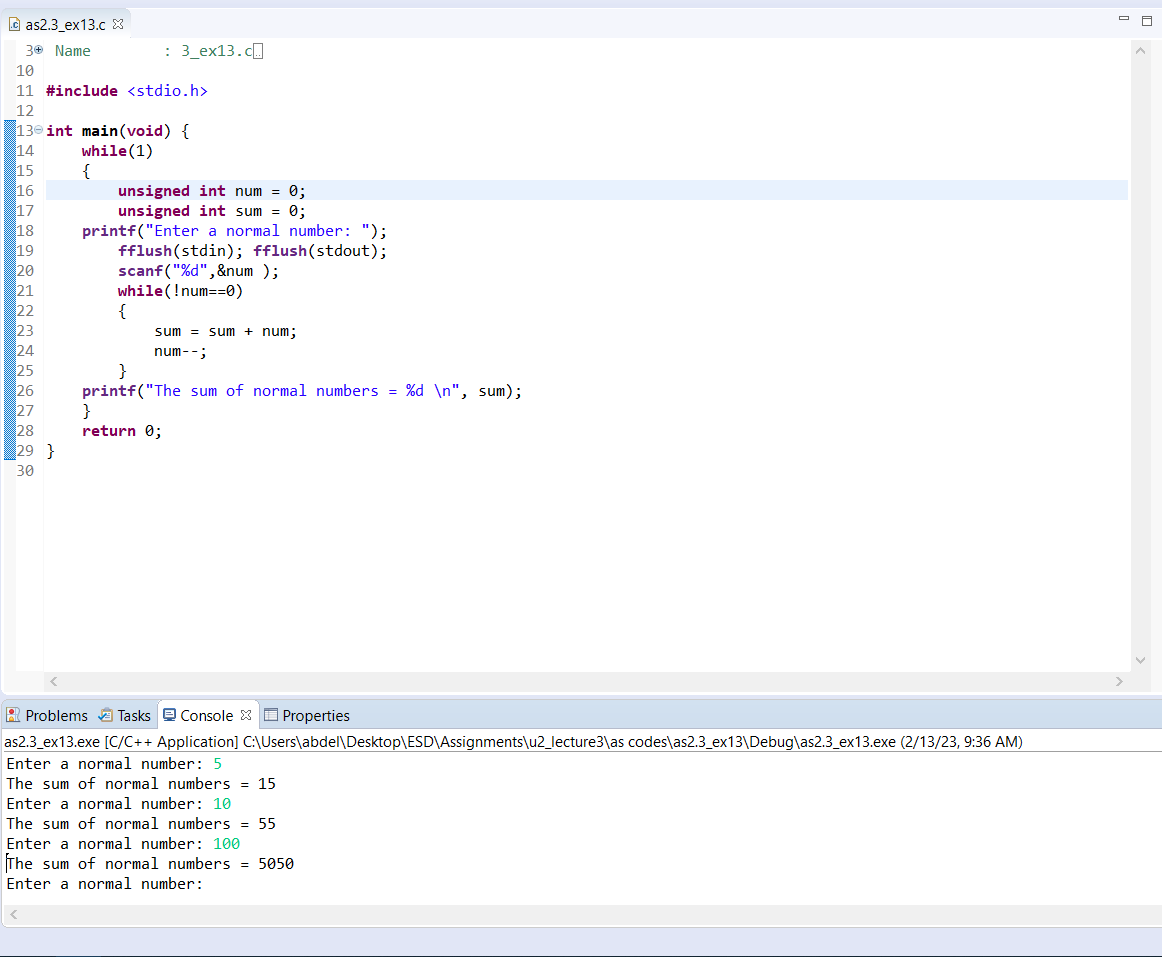 as2.3_ex13.c
3 Name        : 3_ex13.c
10
11 #include <stdio.h>
12
13 int main(void) {
14     while(1)
15     {
16         unsigned int num = 0;
17         unsigned int sum = 0;
18     printf("Enter a normal number: ");
19         fflush(stdin); fflush(stdout);
20         scanf("%d",&num );
21         while(!num==0)
22         {
23             sum = sum + num;
24             num--;
25         }
26     printf("The sum of normal numbers = %d \n", sum);
27     }
28     return 0;
29 }
30
Problems Tasks Console Properties
as2.3_ex13.exe [C/C++ Application] C:\Users\abdel\Desktop\ESD\Assignments\u2_lecture3\as codes\as2.3_ex13\Debug\as2.3_ex13.exe (2/13/23, 9:36 AM)
Enter a normal number: 5
The sum of normal numbers = 15
Enter a normal number: 10
The sum of normal numbers = 55
Enter a normal number: 100
The sum of normal numbers = 5050
Enter a normal number: